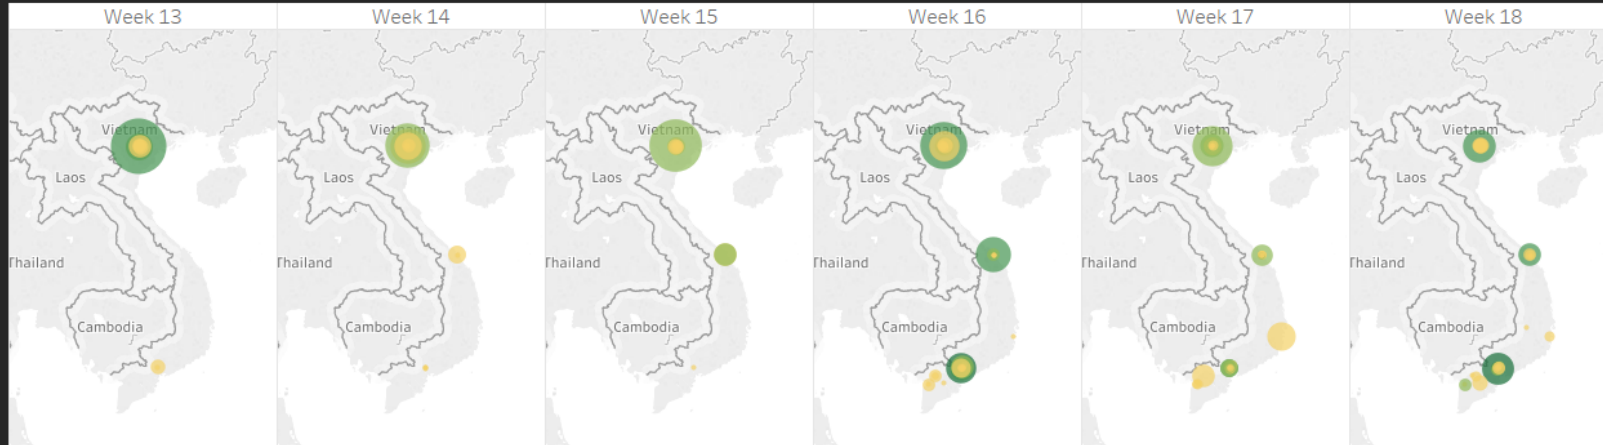 Week 13
Week 14
Week 15
Week 16
Week 17
Week 18
Vietnam
Laos
Thailand
Cambodia
Vietnam
Laos
Thailand
Cambodia
Vietnam
Laos
Thailand
Cambodia
Vietnam
Laos
Thailand
Cambodia
Vietnam
Laos
Thailand
Cambodia
Vietnam
Laos
Thailand
Cambodia